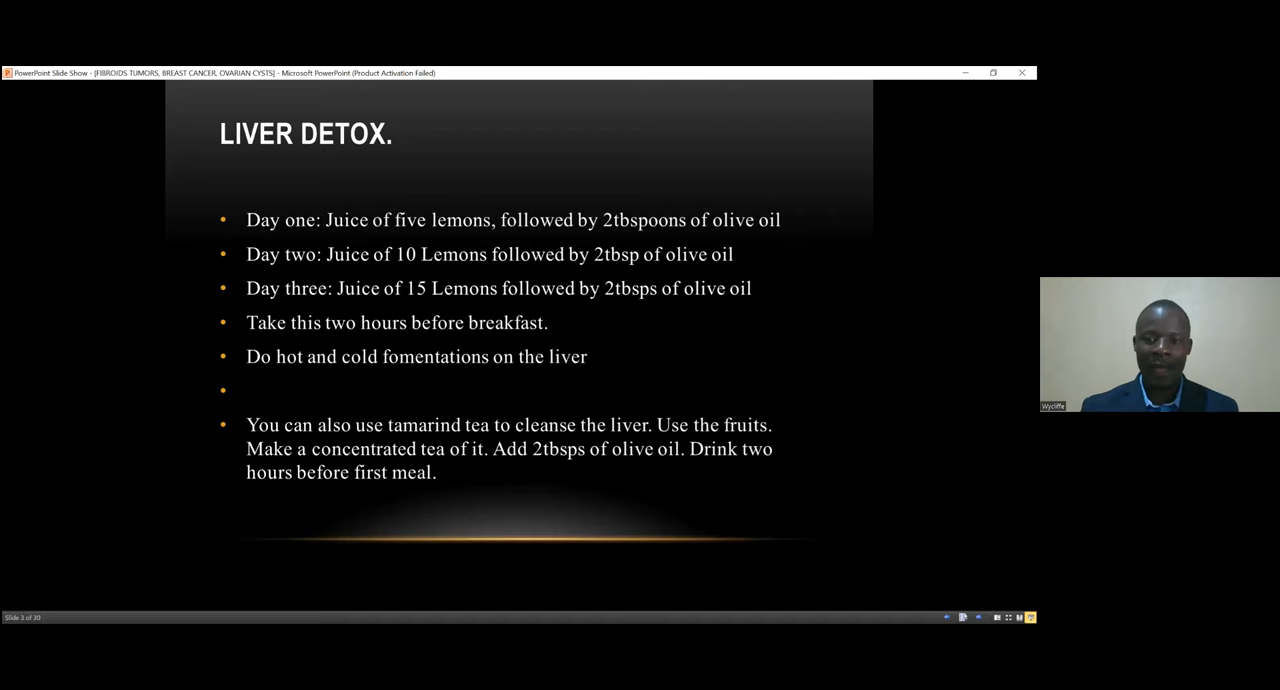 PowerPoint Slide Show - [FIBROIDS TUMORS, BREAST CANCER, OVARIAN CYSTS] - Microsoft PowerPoint (Product Activation Failed)
LIVER DETOX.
• Day one: Juice of five lemons, followed by 2tbspoons of olive oil
• Day two: Juice of 10 Lemons followed by 2tbsp of olive oil
• Day three: Juice of 15 Lemons followed by 2tbsps of olive oil
• Take this two hours before breakfast.
• Do hot and cold fomentations on the liver
•
• You can also use tamarind tea to cleanse the liver. Use the fruits.
Make a concentrated tea of it. Add 2tbsps of olive oil. Drink two
hours before first meal.
Wycliffe
Slide 3 of 30